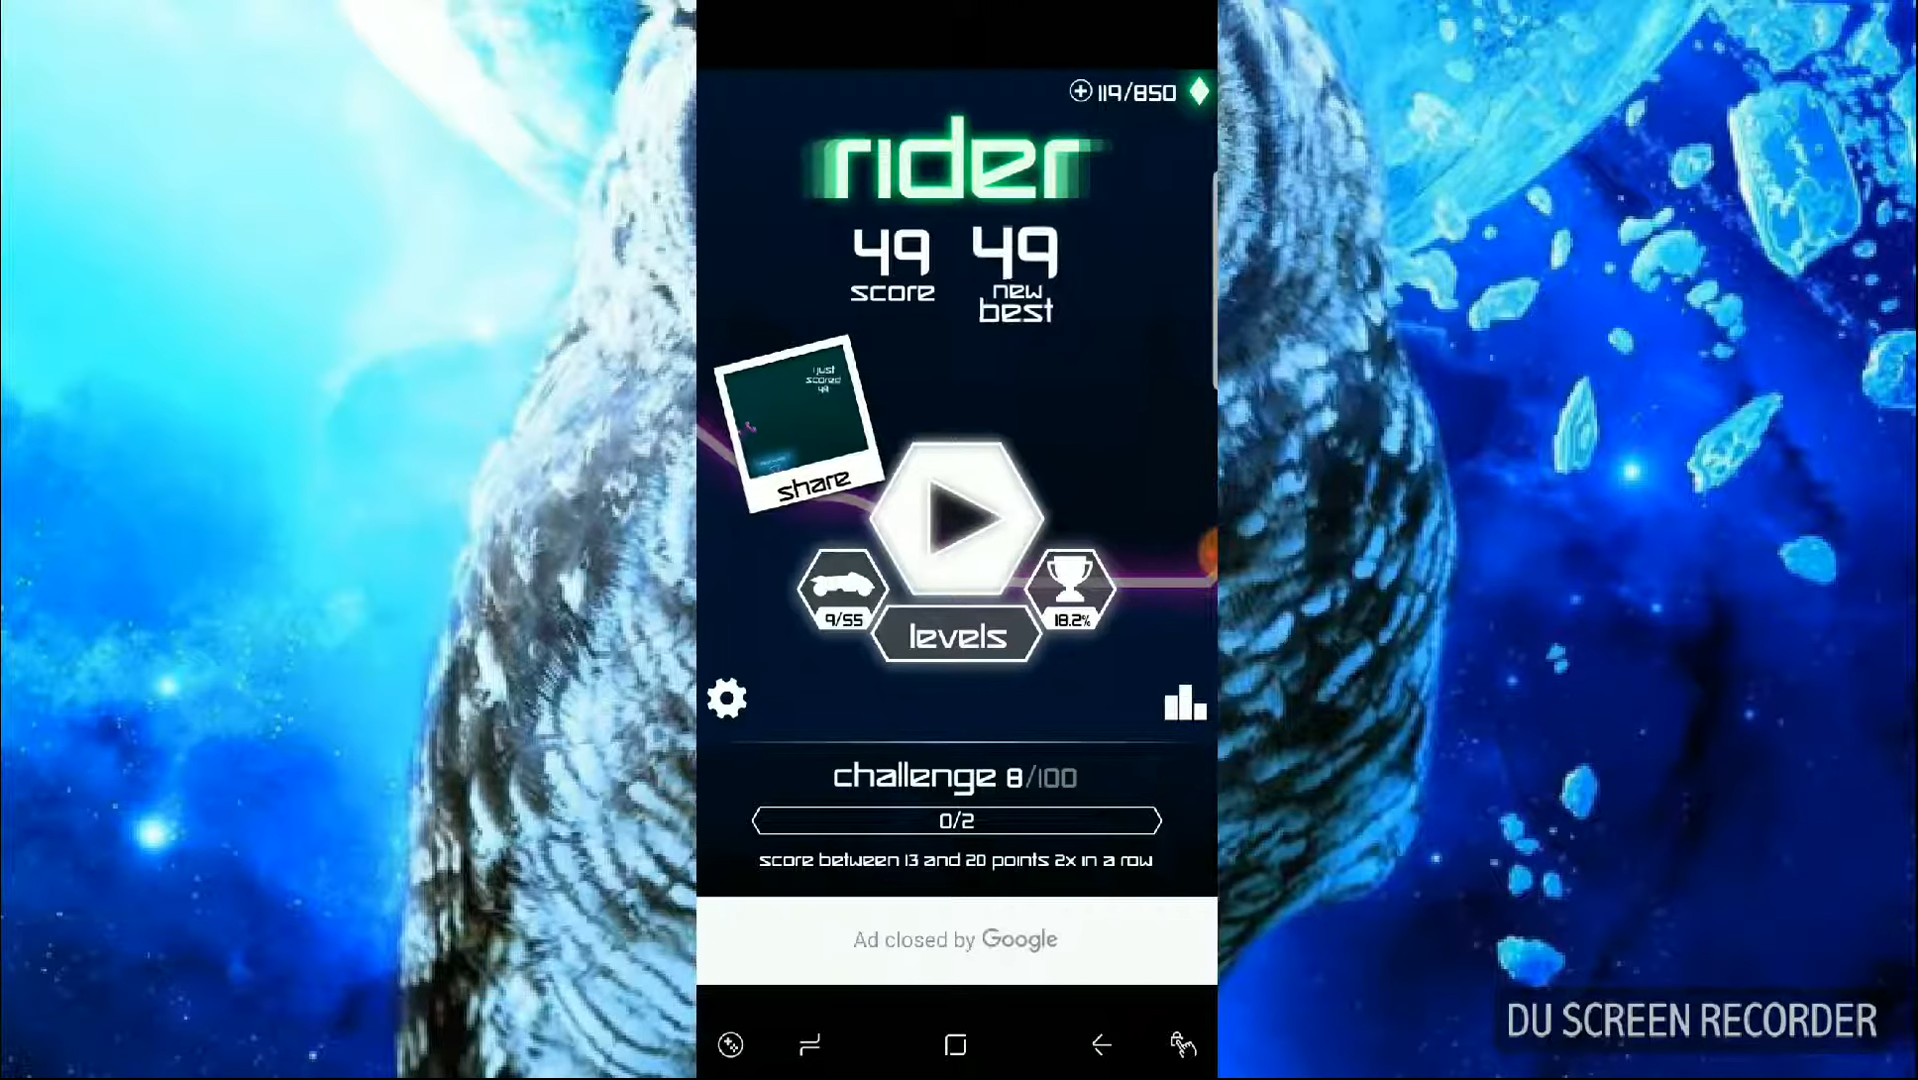 119/850
rider
49 49
score new
best
i just
scored
49
share
9/55
18.2%
levels
challenge 8/100
0/2
score between 13 and 20 points 2x in a row
Ad closed by Google
DU SCREEN RECORDER